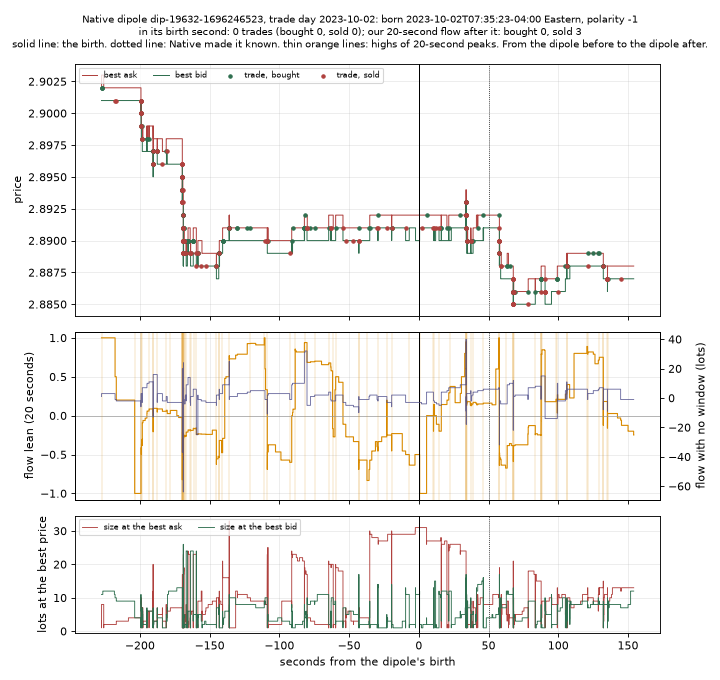 Native dipole dip-19632-1696246523, trade day 2023-10-02: born 2023-10-02T07:35:23-04:00 Eastern, polarity -1
in its birth second: 0 trades (bought 0, sold 0); our 20-second flow after it: bought 0, sold 3
solid line: the birth. dotted line: Native made it known. thin orange lines: highs of 20-second peaks. From the dipole before to the dipole after.
best ask best bid trade, bought trade, sold
2.9025
2.9000
2.8975
2.8950
2.8925
2.8900
2.8875
2.8850
price
1.0
0.5
0.0
−0.5
−1.0
flow lean (20 seconds)
40
20
0
−20
−40
−60
flow with no window (lots)
size at the best ask size at the best bid
30
20
10
0
lots at the best price
−200 −150 −100 −50 0 50 100 150
seconds from the dipole's birth